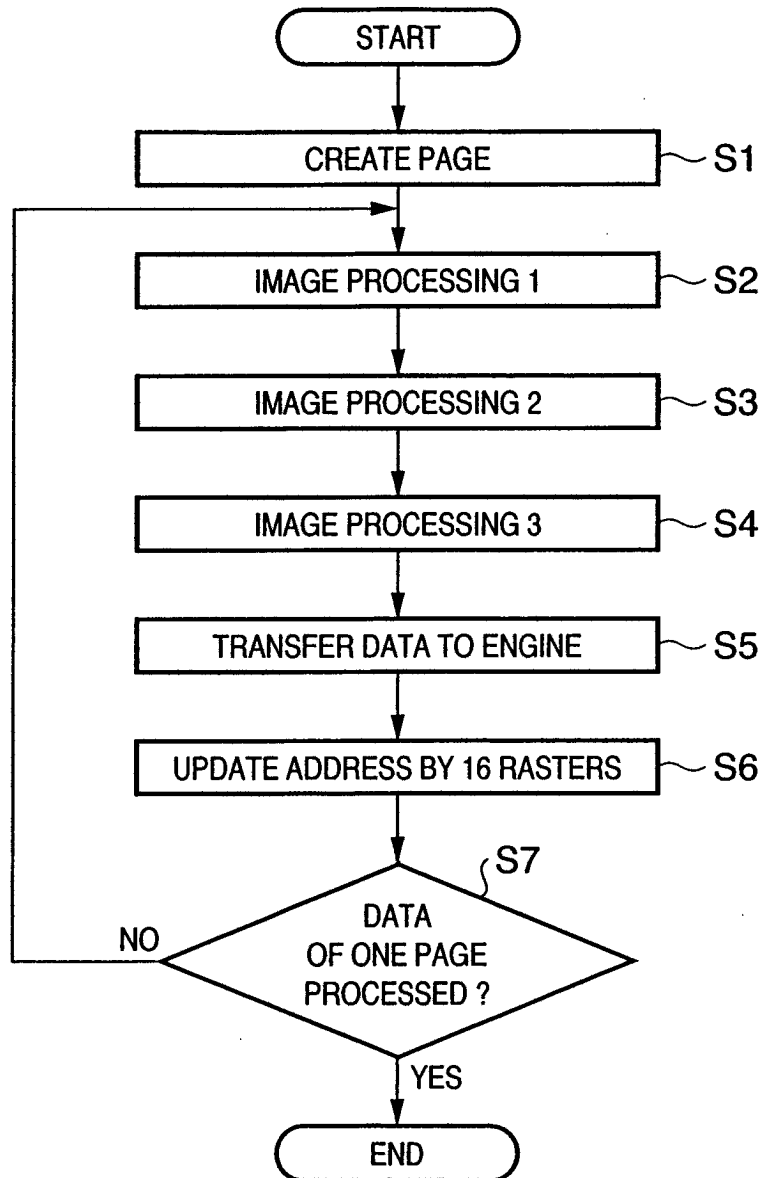 START
CREATE PAGE
S1
IMAGE PROCESSING 1
S2
IMAGE PROCESSING 2
S3
IMAGE PROCESSING 3
S4
TRANSFER DATA TO ENGINE
S5
UPDATE ADDRESS BY 16 RASTERS
S6
S7
DATA
OF ONE PAGE
PROCESSED ?
NO
YES
END